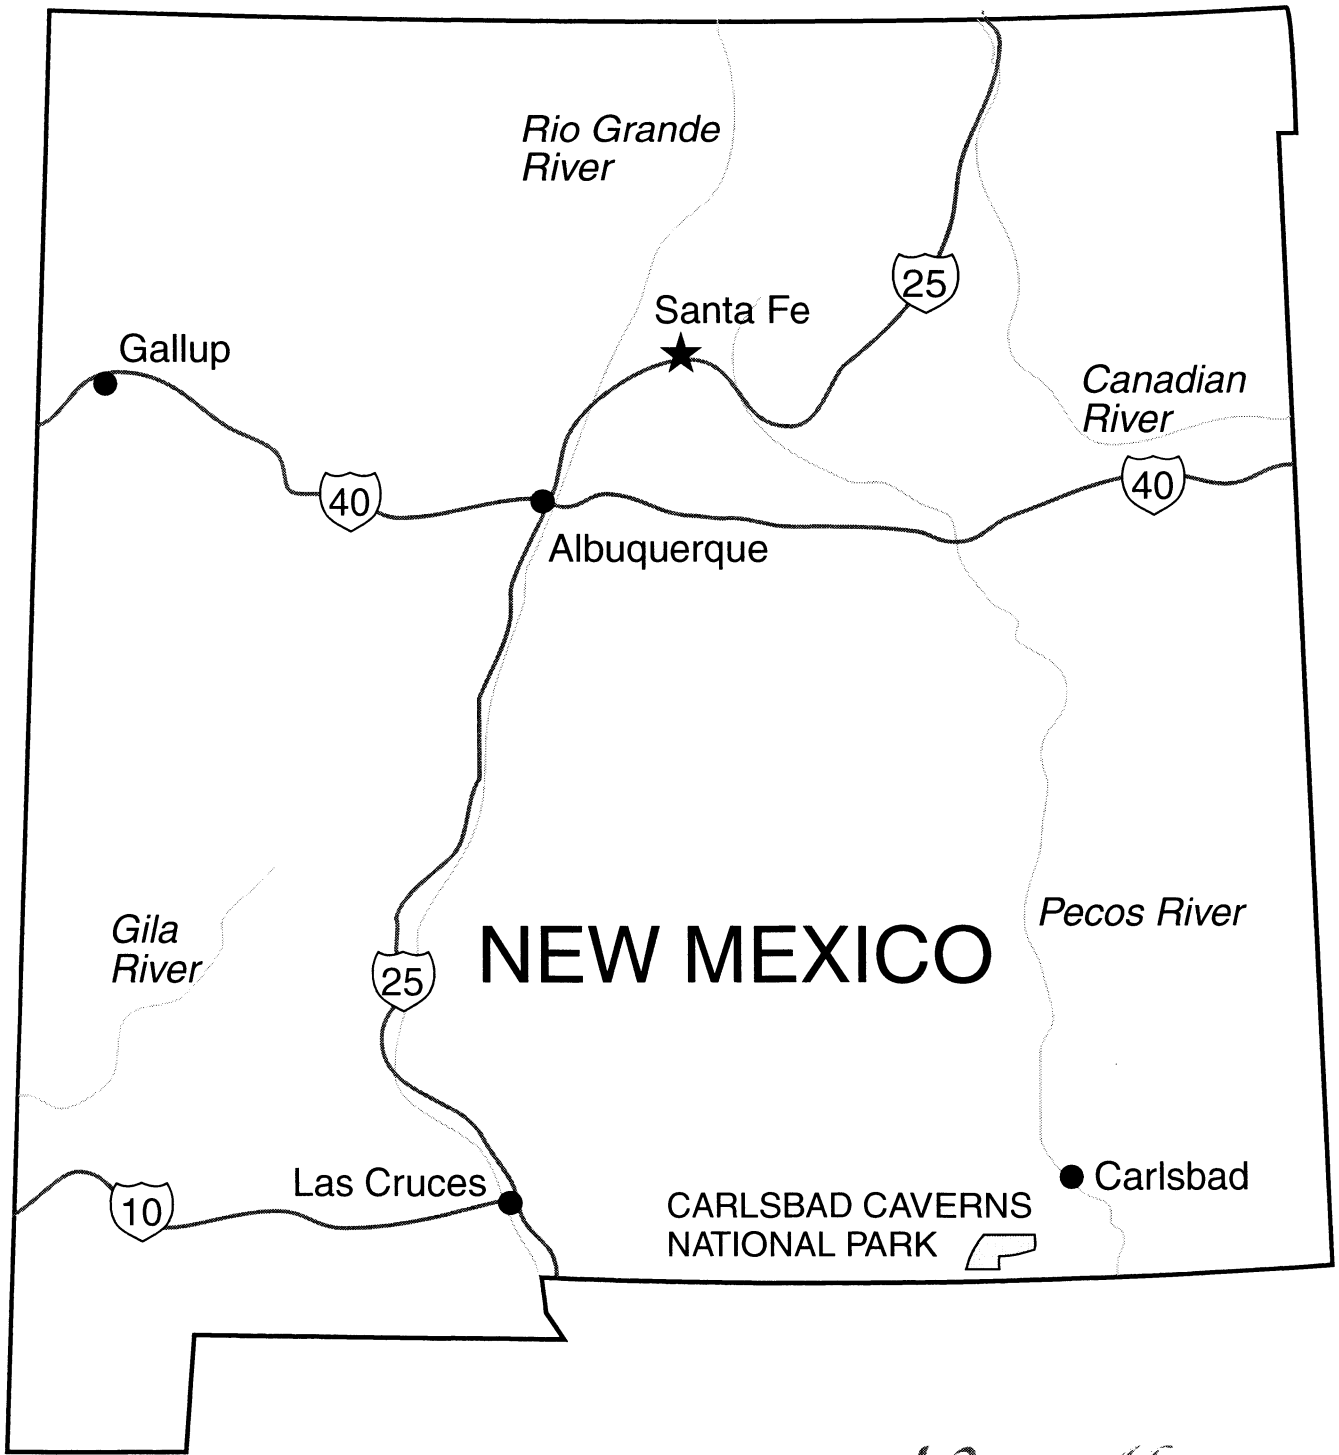 Rio Grande
River
25
Santa Fe
Gallup
Canadian
River
40
40
Albuquerque
Gila
River
Pecos River
NEW MEXICO
25
Las Cruces
Carlsbad
10
CARLSBAD CAVERNS
NATIONAL PARK